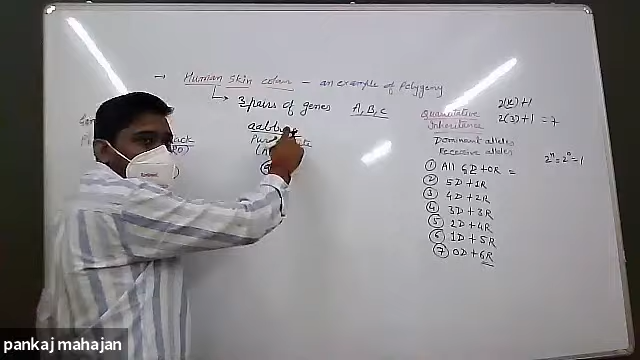 → Human skin colour – an example of Polygeny
→ 3 pairs of genes A, B, C
aabb
Quantitative
Inheritance
2(n)+1
2(3)+1 = 7
Dominant alleles
Recessive alleles
2ⁿ = 2⁰ = 1
① All 6D + 0R =
② 5D + 1R
③ 4D + 2R
④ 3D + 3R
⑤ 2D + 4R
⑥ 1D + 5R
⑦ 0D + 6R
pankaj mahajan